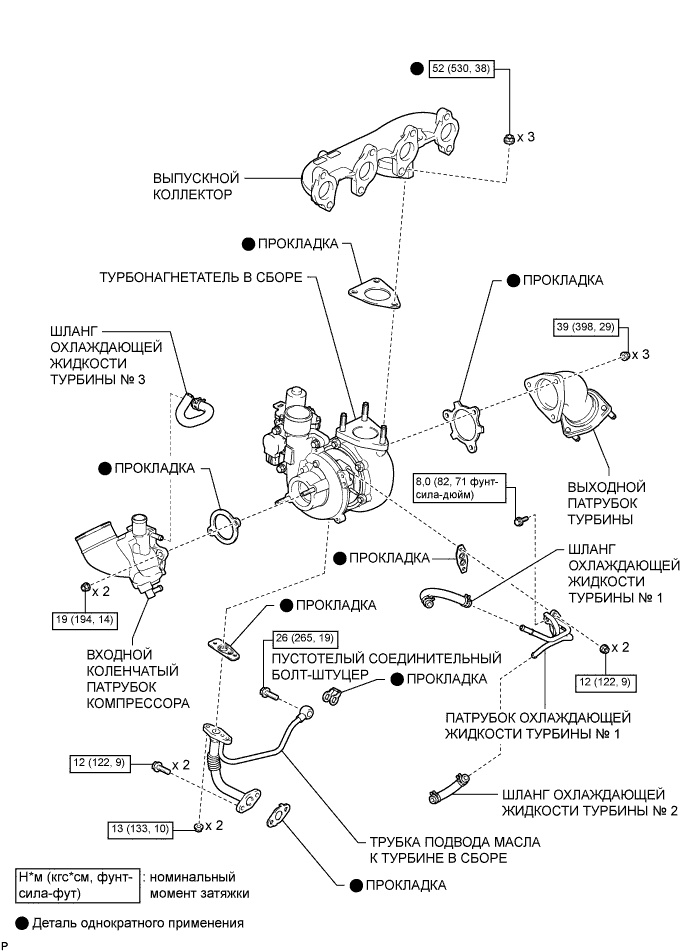 52 (530, 38)
x 3
ВЫПУСКНОЙ
КОЛЛЕКТОР
ПРОКЛАДКА
ТУРБОНАГНЕТАТЕЛЬ В СБОРЕ
ПРОКЛАДКА
39 (398, 29)
x 3
ШЛАНГ
ОХЛАЖДАЮЩЕЙ
ЖИДКОСТИ
ТУРБИНЫ № 3
ПРОКЛАДКА
8,0 (82, 71 фунт-
сила-дюйм)
ВЫХОДНОЙ
ПАТРУБОК
ТУРБИНЫ
ПРОКЛАДКА
ШЛАНГ
ОХЛАЖДАЮЩЕЙ
ЖИДКОСТИ
ТУРБИНЫ № 1
x 2
19 (194, 14)
ПРОКЛАДКА
26 (265, 19)
ВХОДНОЙ
КОЛЕНЧАТЫЙ
ПАТРУБОК
КОМПРЕССОРА
ПУСТОТЕЛЫЙ СОЕДИНИТЕЛЬНЫЙ
БОЛТ-ШТУЦЕР
ПРОКЛАДКА
x 2
12 (122, 9)
ПАТРУБОК ОХЛАЖДАЮЩЕЙ
ЖИДКОСТИ ТУРБИНЫ № 1
12 (122, 9)
x 2
ШЛАНГ ОХЛАЖДАЮЩЕЙ
ЖИДКОСТИ ТУРБИНЫ № 2
13 (133, 10)
x 2
ТРУБКА ПОДВОДА МАСЛА
К ТУРБИНЕ В СБОРЕ
ПРОКЛАДКА
Н*м (кгс*см, фунт-
сила-фут)
: номинальный
момент затяжки
Деталь однократного применения
P